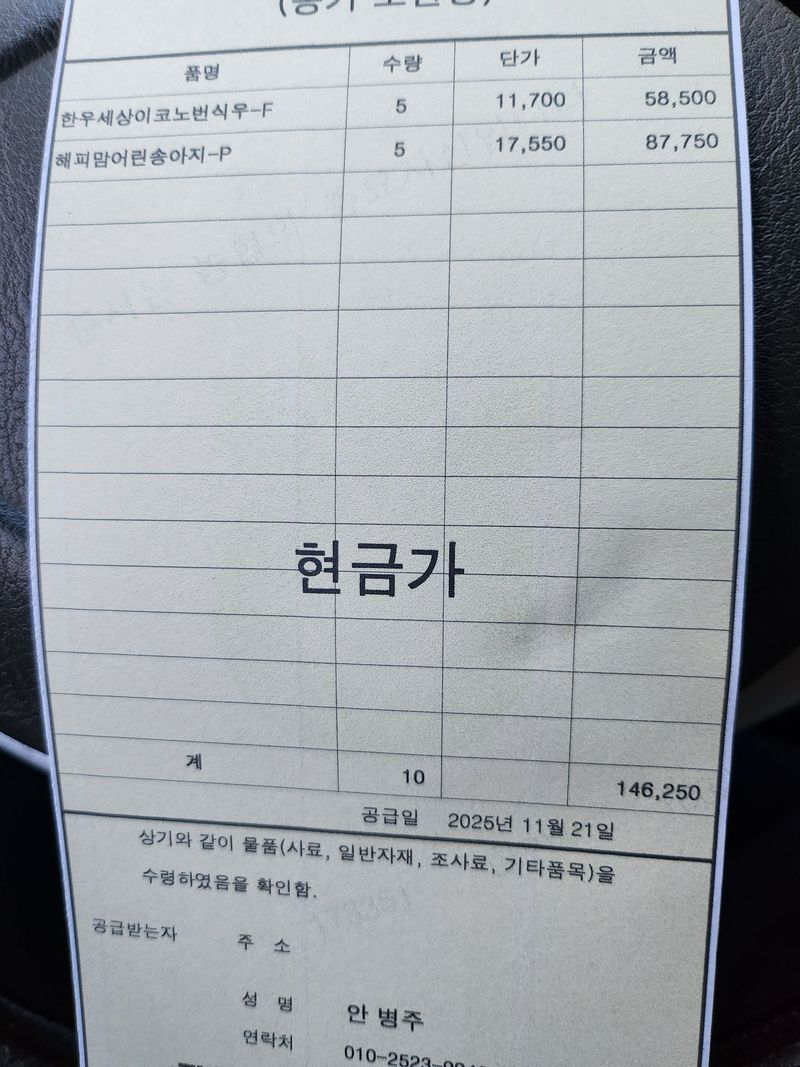 품명 수량 단가 금액
한우세상이코노번식우-F 5 11,700 58,500
해피맘어린송아지-P 5 17,550 87,750
현금가
계 10 146,250
공급일 2025년 11월 21일
상기와 같이 물품(사료, 일반자재, 조사료, 기타품목)을
수령하였음을 확인함.
공급받는자 주 소
성 명 안 병주
연락처 010-2523-